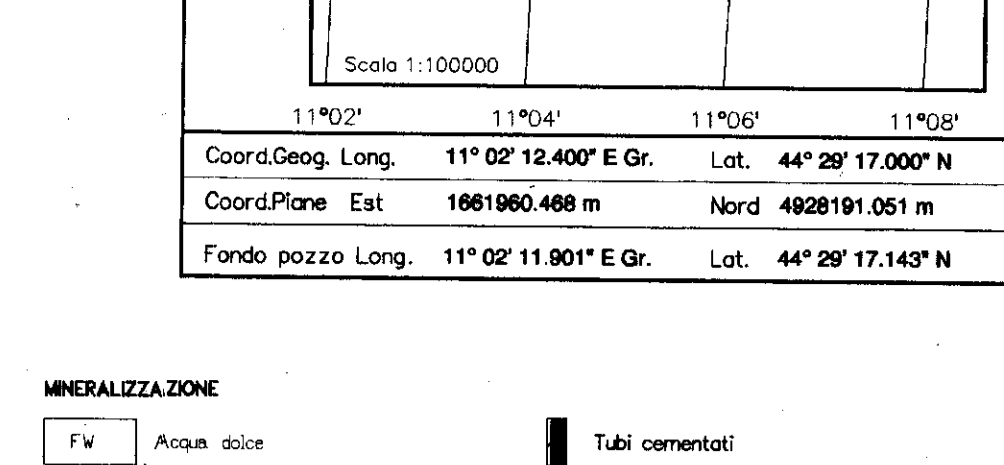 Scala 1:100000
11°02' 11°04' 11°06' 11°08'
Coord.Geog. Long. 11° 02' 12.400" E Gr. Lat. 44° 29' 17.000" N
Coord.Piane Est 1661960.468 m Nord 4928191.051 m
Fondo pozzo Long. 11° 02' 11.901" E Gr. Lat. 44° 29' 17.143" N
MINERALIZZAZIONE
FW Acqua dolce Tubi cementati